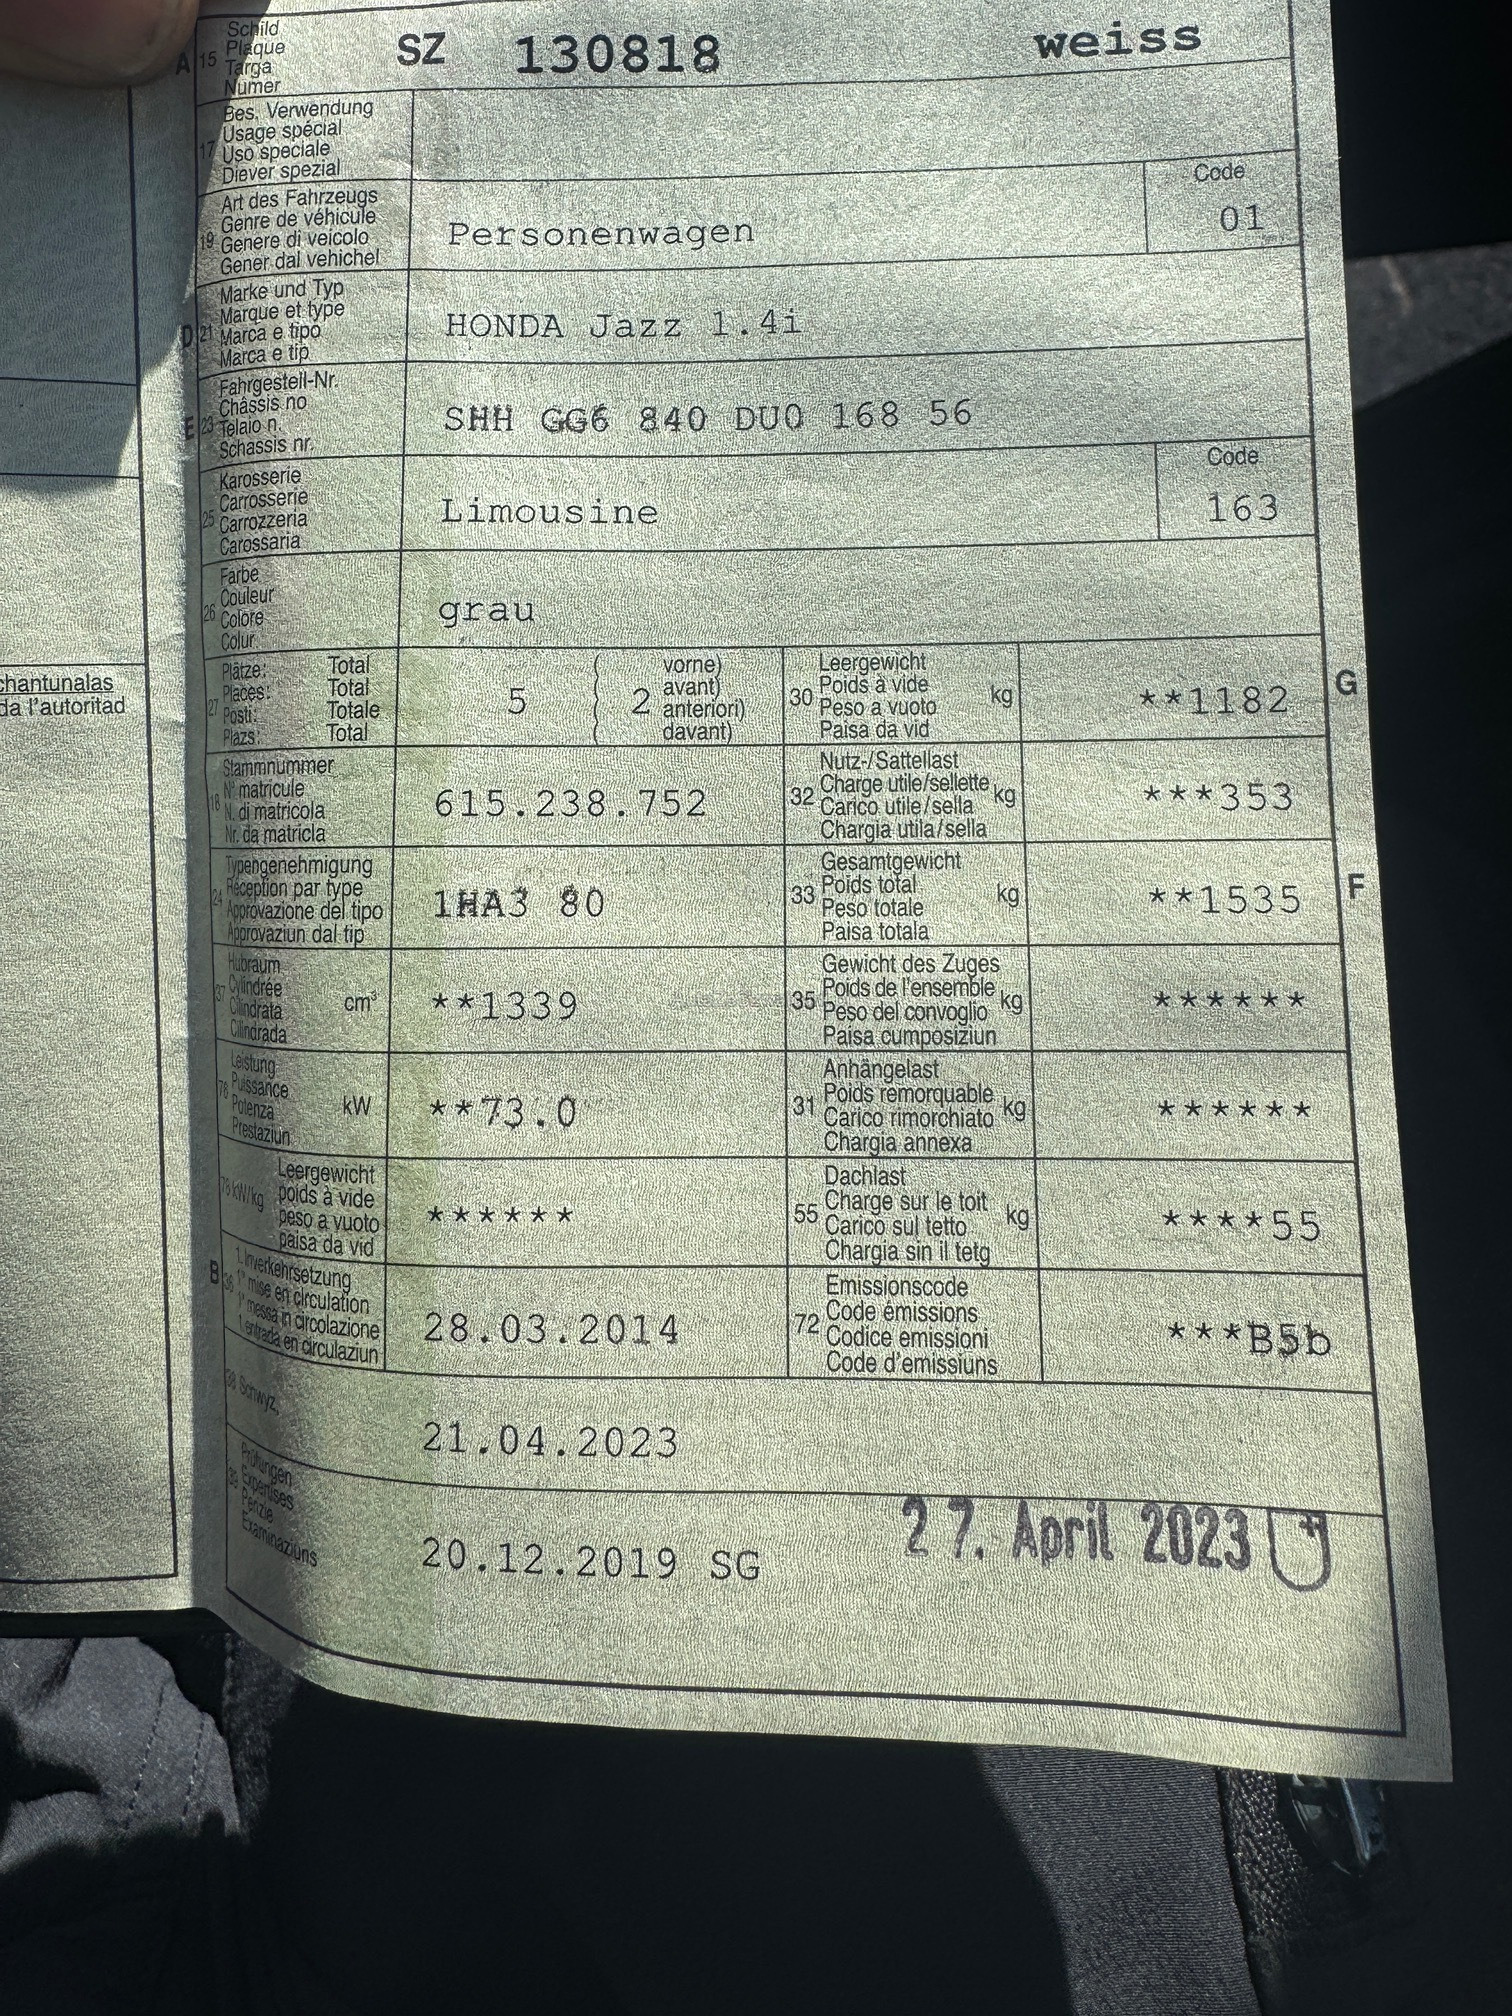 A 15 Schild
Plaque
Targa
Numer
SZ 130818 weiss
17 Bes. Verwendung
Usage spécial
Uso speciale
Diever spezial
19 Art des Fahrzeugs
Genre de véhicule
Genere di veicolo
Gener dal vehichel
Personenwagen
Code
01
D 21 Marke und Typ
Marque et type
Marca e tipo
Marca e tip
HONDA Jazz 1.4i
E 23 Fahrgestell-Nr.
Châssis no
Telaio n.
Schassis nr.
SHH GG6 840 DU0 168 56
25 Karosserie
Carrosserie
Carrozzeria
Carossaria
Limousine
Code
163
26 Farbe
Couleur
Colore
Colur
grau
27 Plätze: Total
Places: Total
Posti: Totale
Plazs: Total
5 ( 2 vorne)
avant)
anteriori)
davant)
30 Leergewicht
Poids à vide
Peso a vuoto
Paisa da vid
kg
**1182
G
chantunalas
da l'autoritad
18 Stammnummer
N° matricule
N. di matricola
Nr. da matricla
615.238.752
32 Nutz-/Sattellast
Charge utile/sellette
Carico utile/sella
Chargia utila/sella
kg
***353
24 Typengenehmigung
Réception par type
Approvazione del tipo
Approvaziun dal tip
1HA3 80
33 Gesamtgewicht
Poids total
Peso totale
Paisa totala
kg
**1535
F
37 Hubraum
Cylindrée
Cilindrata
Cilindrada
cm³
**1339
35 Gewicht des Zuges
Poids de l'ensemble
Peso del convoglio
Paisa cumposiziun
kg
******
76 Leistung
Puissance
Potenza
Prestaziun
kW
**73.0
31 Anhängelast
Poids remorquable
Carico rimorchiato
Chargia annexa
kg
******
78 kW/kg Leergewicht
poids à vide
peso a vuoto
paisa da vid
******
55 Dachlast
Charge sur le toit
Carico sul tetto
Chargia sin il tetg
kg
****55
B 36 1. Inverkehrsetzung
1re mise en circulation
1a messa in circolazione
1. entrada en circulaziun
28.03.2014
72 Emissionscode
Code émissions
Codice emissioni
Code d'emissiuns
***B5b
38 Schwyz,
21.04.2023
39 Prüfungen
Expertises
Perizie
Examinaziuns
20.12.2019 SG
27. April 2023